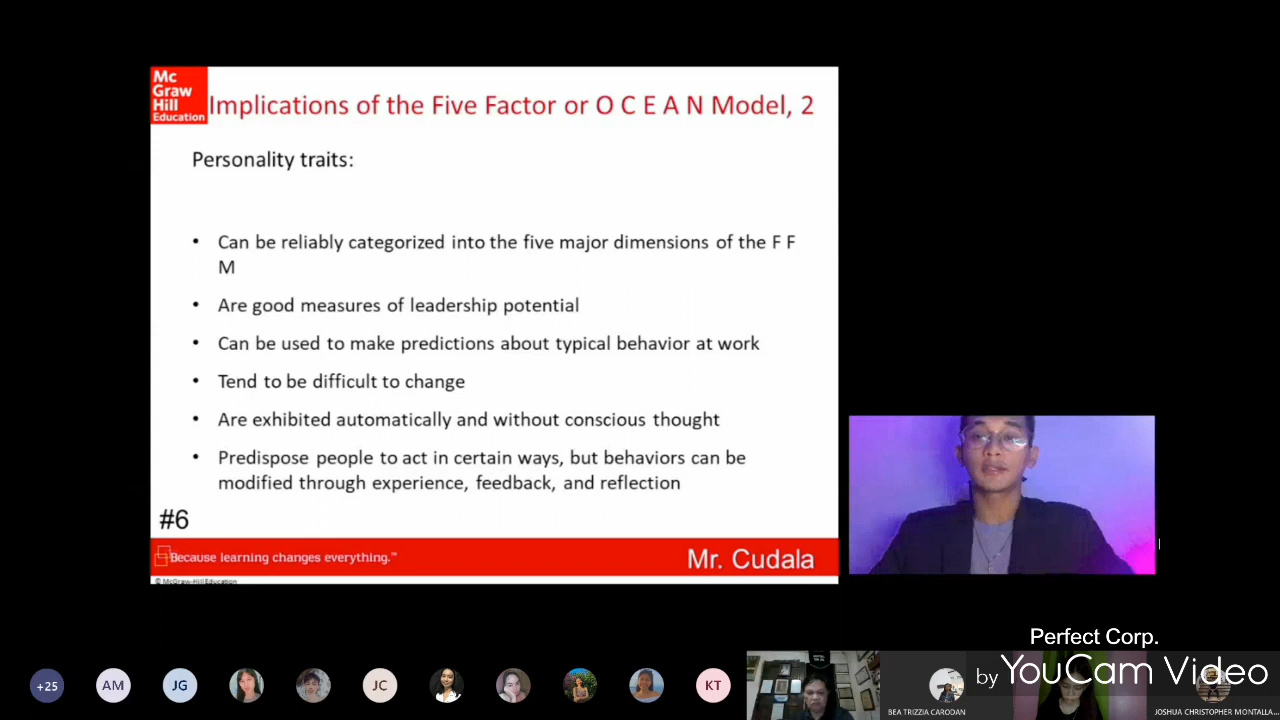 Mc
Graw
Hill
Education
Implications of the Five Factor or O C E A N Model, 2
Personality traits:
• Can be reliably categorized into the five major dimensions of the F F
M
• Are good measures of leadership potential
• Can be used to make predictions about typical behavior at work
• Tend to be difficult to change
• Are exhibited automatically and without conscious thought
• Predispose people to act in certain ways, but behaviors can be
modified through experience, feedback, and reflection
#6
Because learning changes everything.™
Mr. Cudala
© McGraw-Hill Education
Perfect Corp.
by YouCam Video
+25
AM
JG
JC
KT
BEA TRIZZIA CARODAN
JOSHUA CHRISTOPHER MONTALLA...